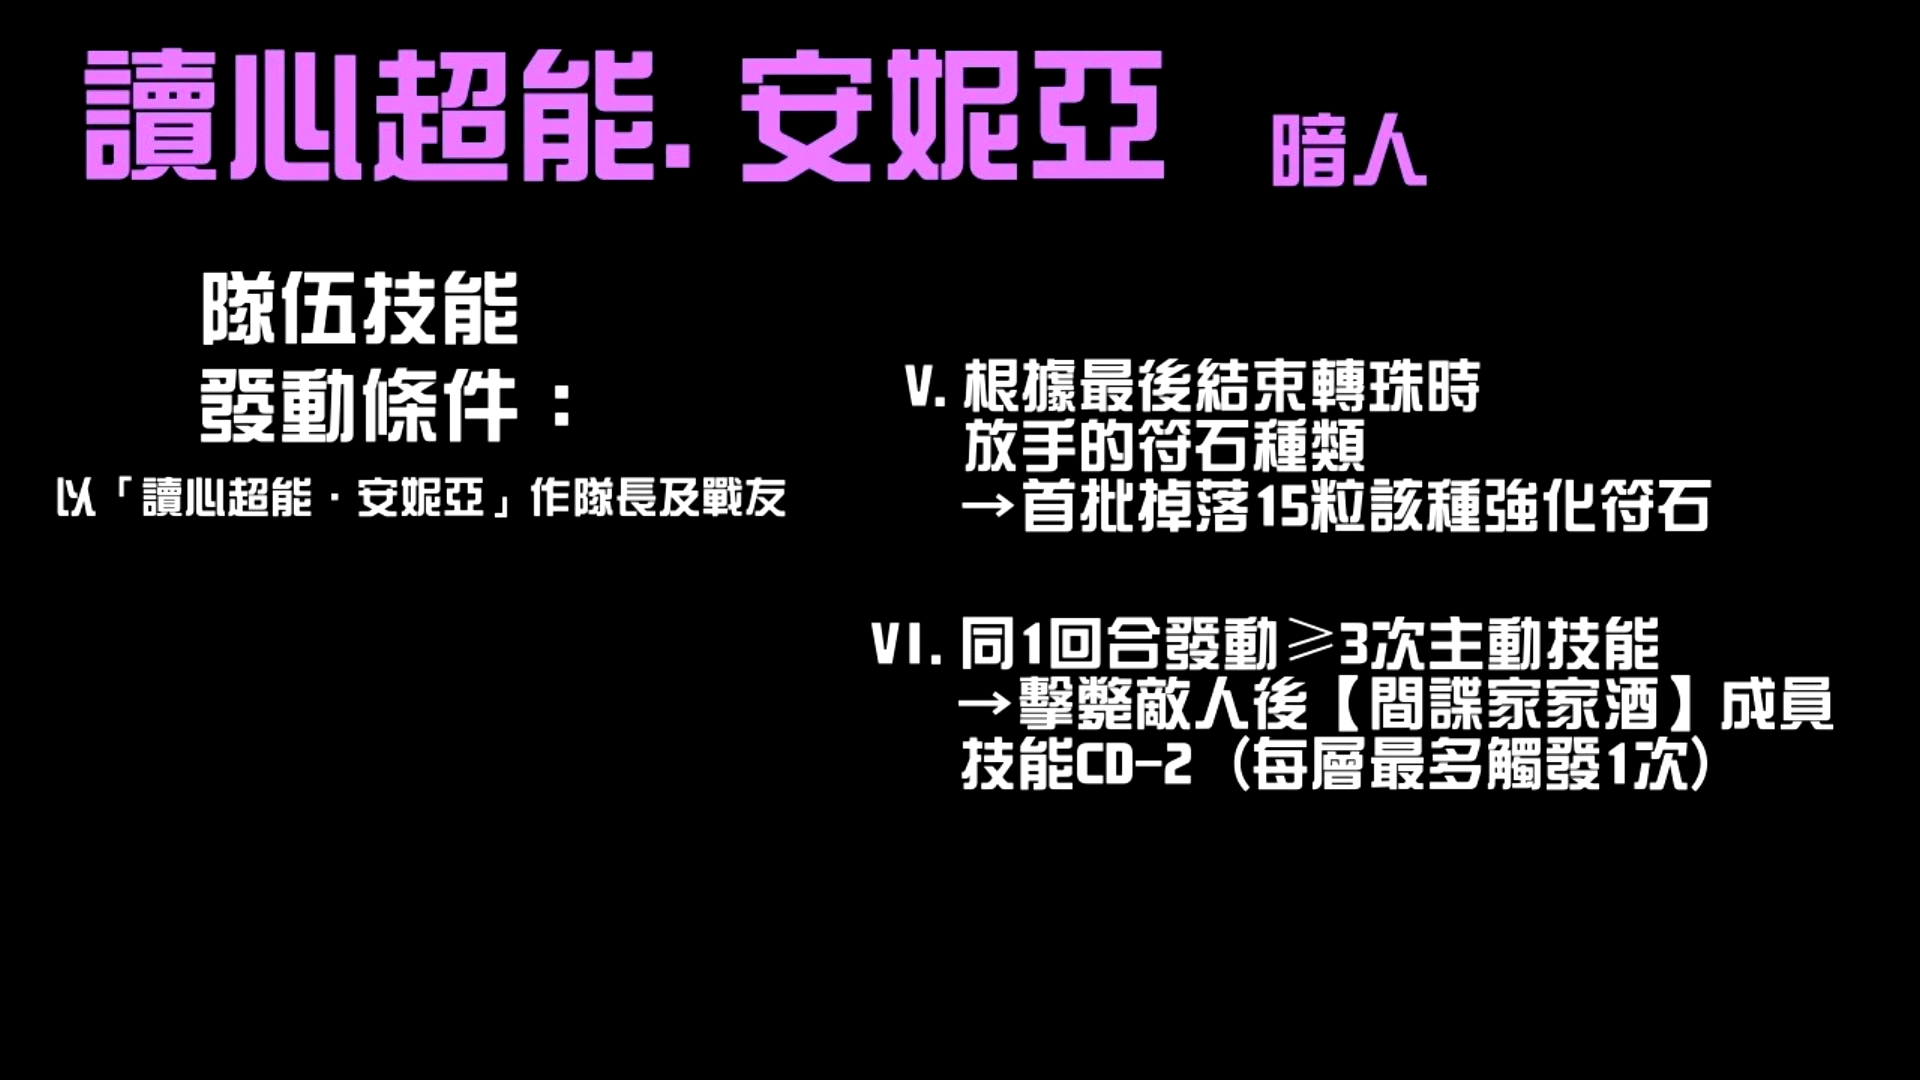 讀心超能.安妮亞 暗人
隊伍技能
發動條件：
以「讀心超能・安妮亞」作隊長及戰友
V. 根據最後結束轉珠時
放手的符石種類
→首批掉落15粒該種強化符石
VI. 同1回合發動≥3次主動技能
→擊斃敵人後【間諜家家酒】成員
技能CD-2（每層最多觸發1次）